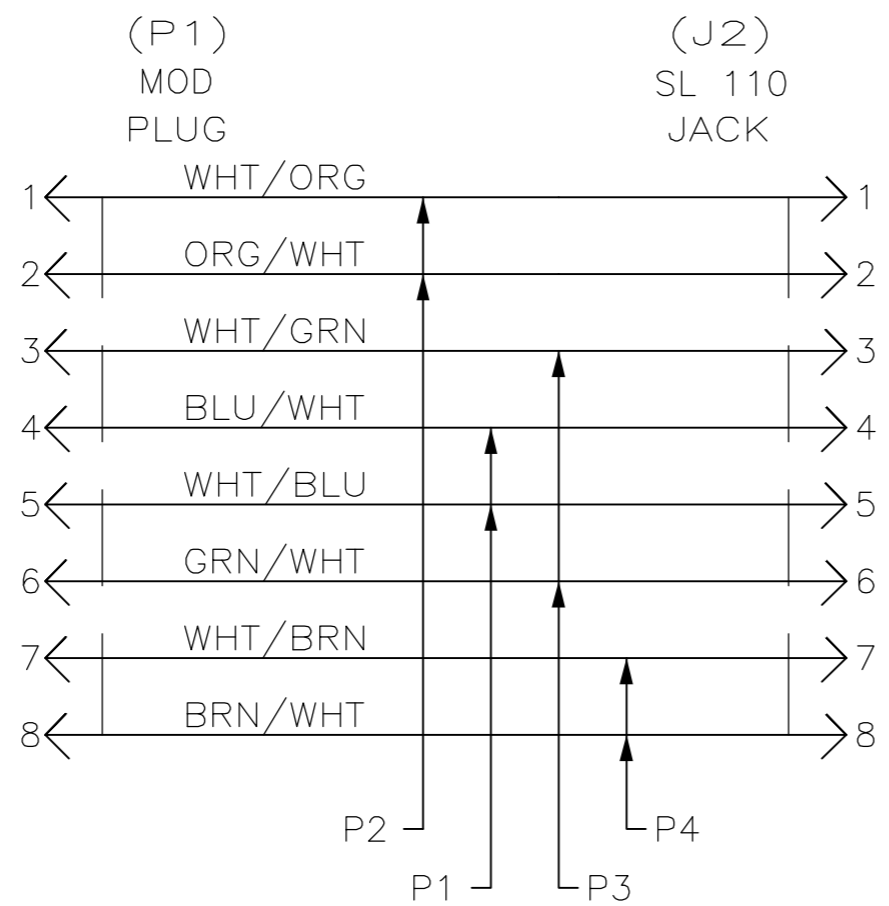 (P1) (J2)
MOD SL 110
PLUG JACK
1 WHT/ORG 1
2 ORG/WHT 2
3 WHT/GRN 3
4 BLU/WHT 4
5 WHT/BLU 5
6 GRN/WHT 6
7 WHT/BRN 7
8 BRN/WHT 8
P2 P4
P1 P3